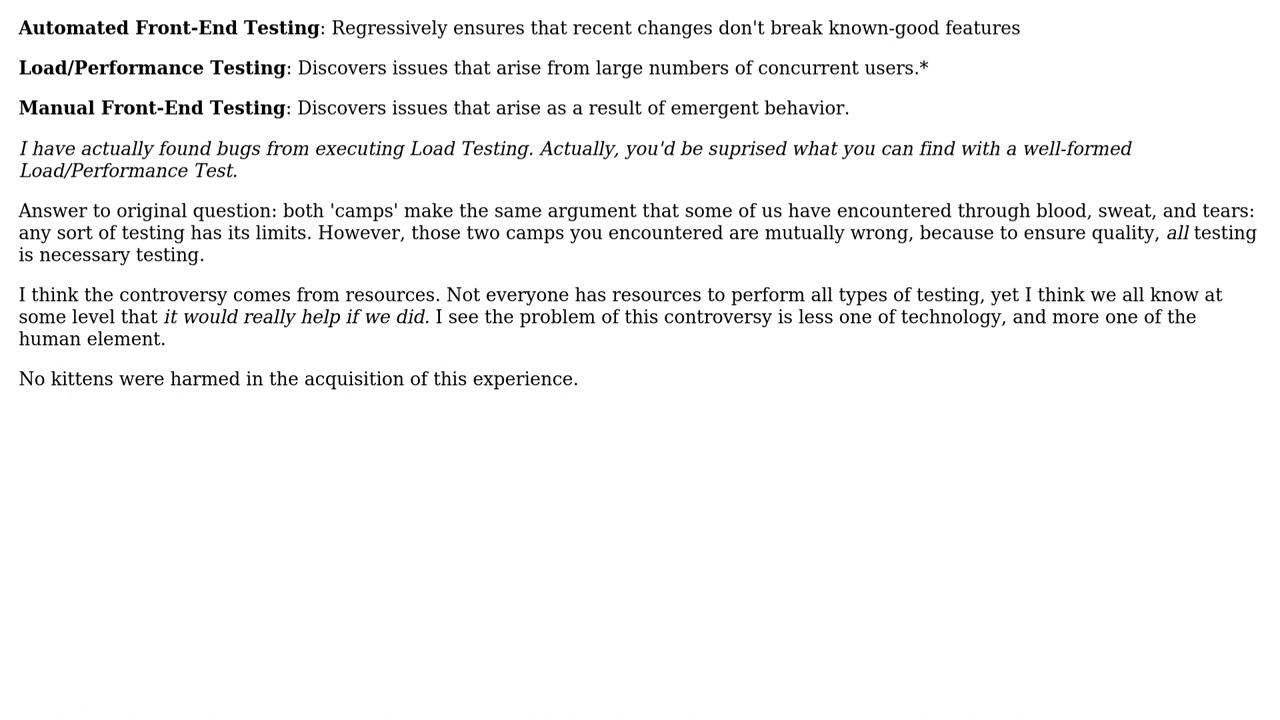 Automated Front-End Testing: Regressively ensures that recent changes don't break known-good features
Load/Performance Testing: Discovers issues that arise from large numbers of concurrent users.*
Manual Front-End Testing: Discovers issues that arise as a result of emergent behavior.
I have actually found bugs from executing Load Testing. Actually, you'd be suprised what you can find with a well-formed
Load/Performance Test.
Answer to original question: both 'camps' make the same argument that some of us have encountered through blood, sweat, and tears:
any sort of testing has its limits. However, those two camps you encountered are mutually wrong, because to ensure quality, all testing
is necessary testing.
I think the controversy comes from resources. Not everyone has resources to perform all types of testing, yet I think we all know at
some level that it would really help if we did. I see the problem of this controversy is less one of technology, and more one of the
human element.
No kittens were harmed in the acquisition of this experience.